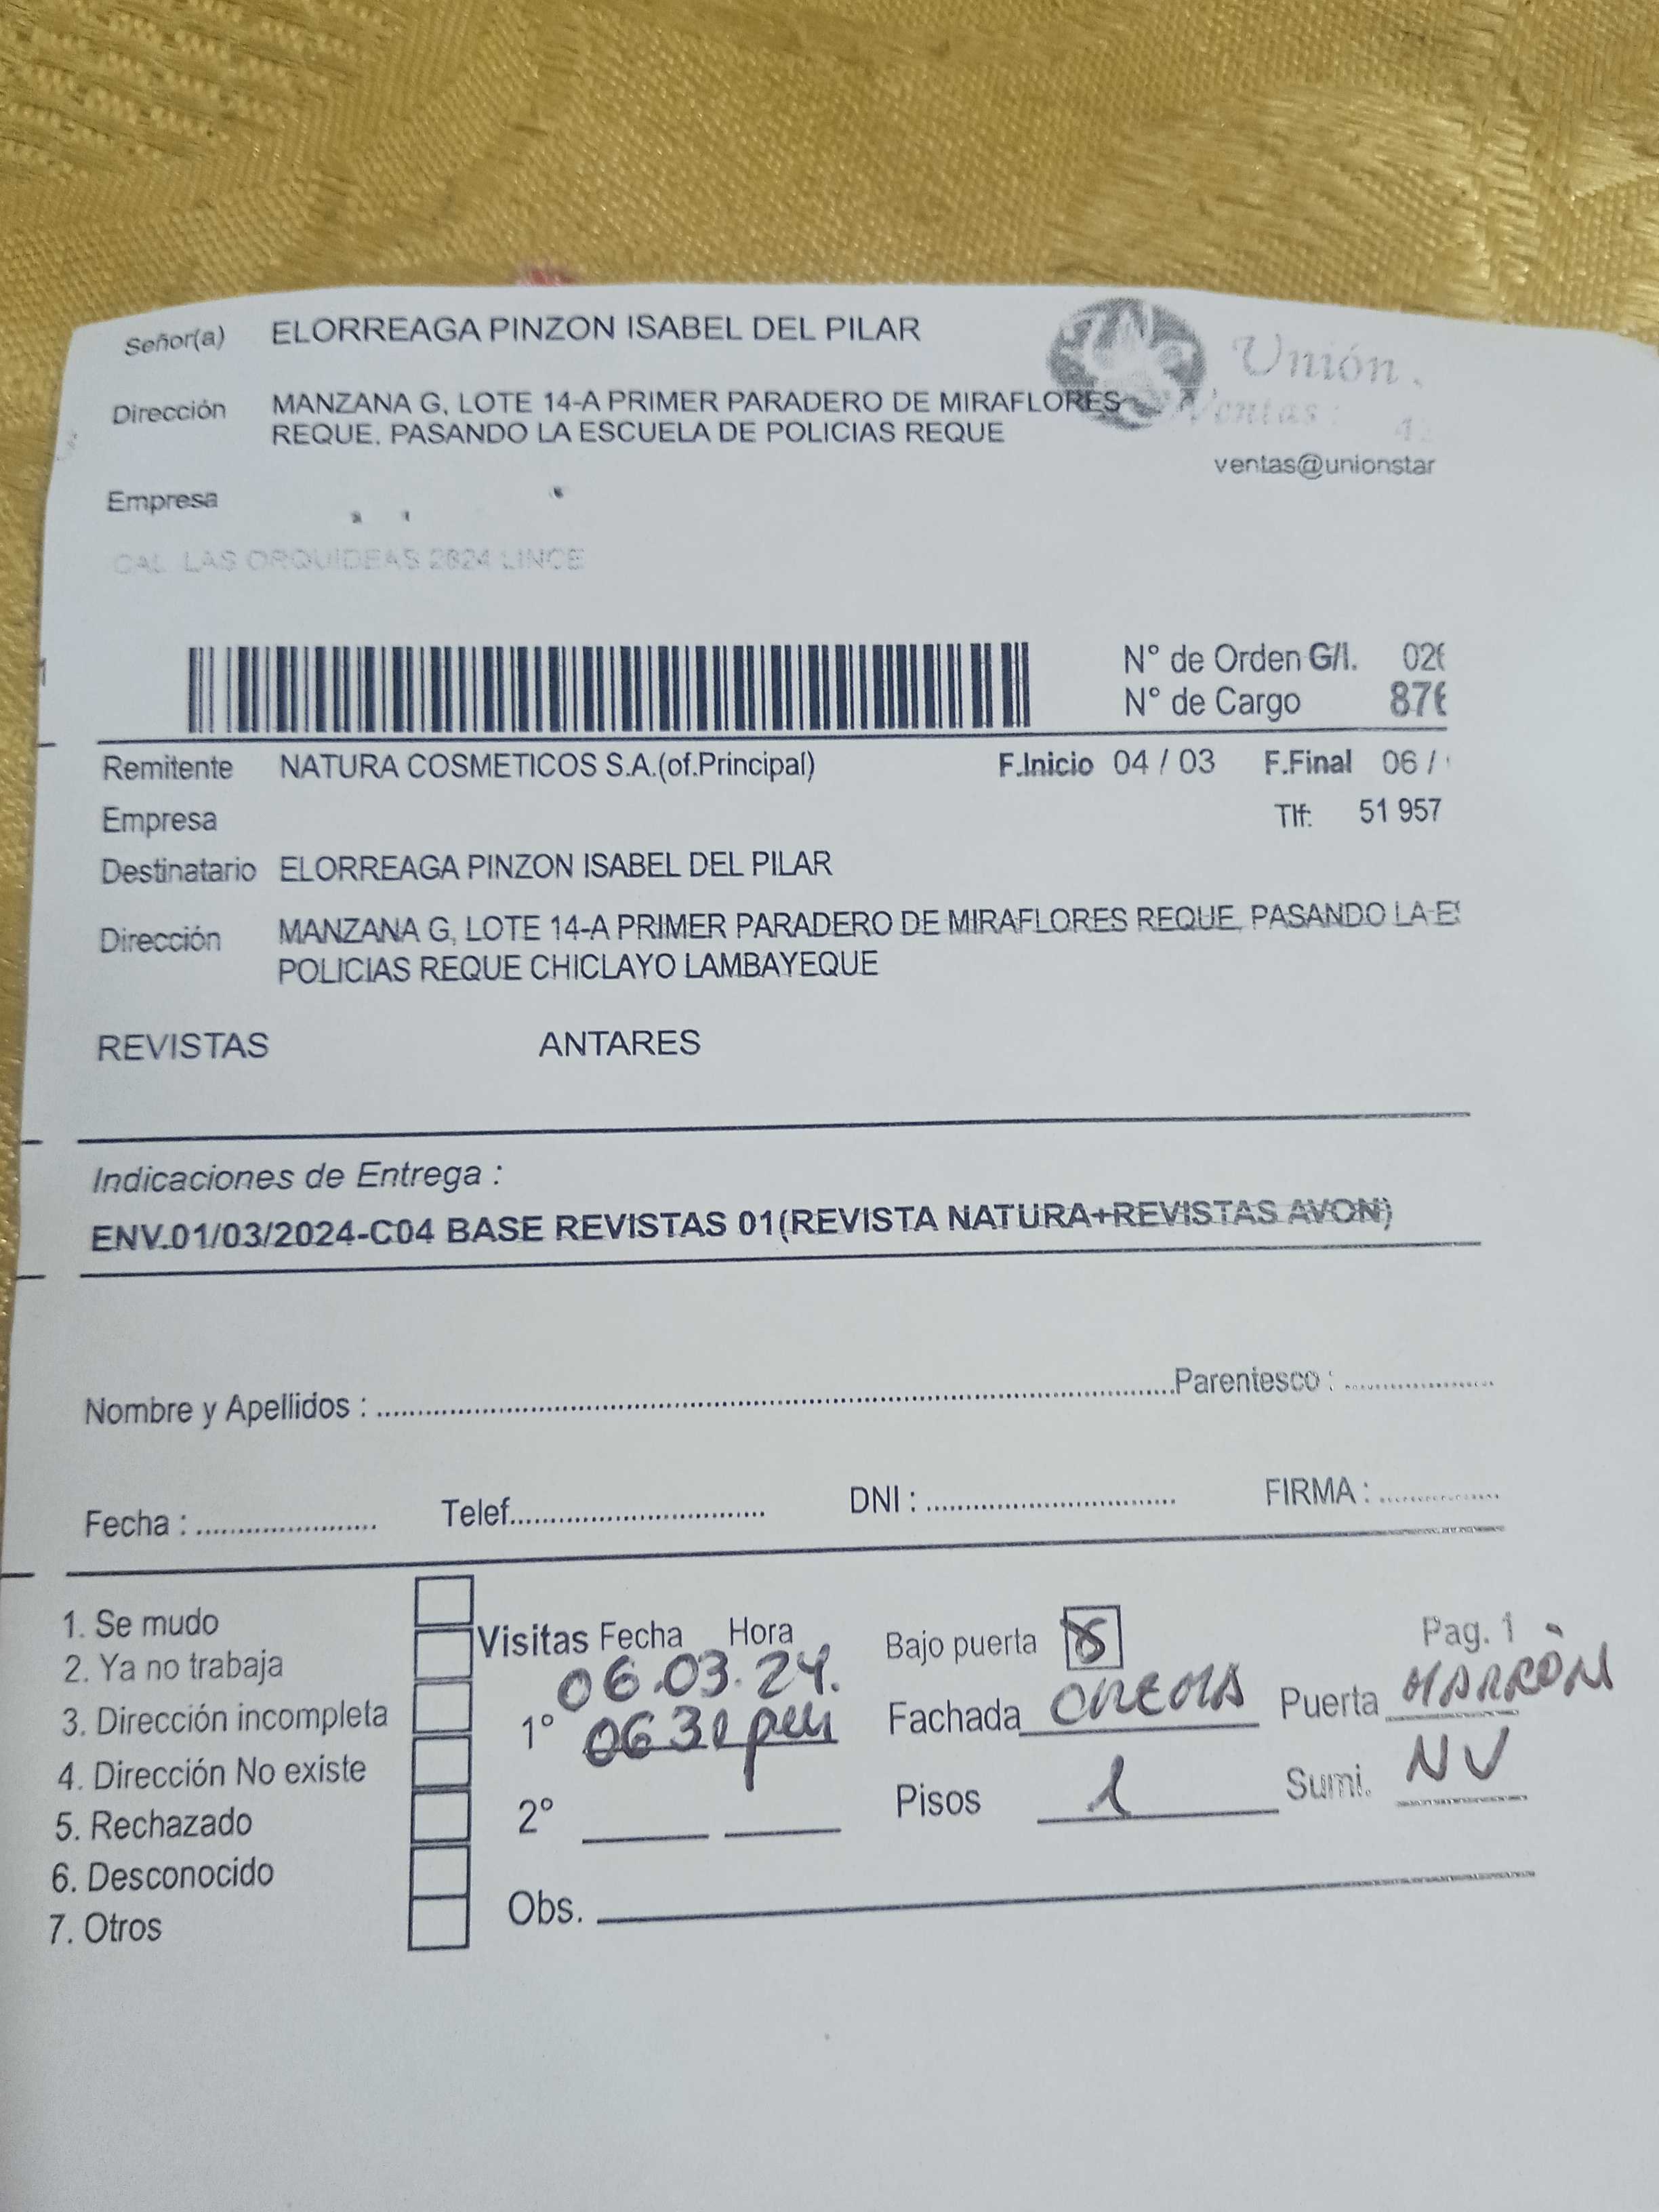 Señor(a) ELORREAGA PINZON ISABEL DEL PILAR
Unión
Ventas:
Dirección MANZANA G, LOTE 14-A PRIMER PARADERO DE MIRAFLORES
REQUE, PASANDO LA ESCUELA DE POLICIAS REQUE
ventas@unionstar
Empresa
CAL. LAS ORQUIDEAS 2824 LINCE
N° de Orden G/I.
N° de Cargo
Remitente NATURA COSMETICOS S.A.(of.Principal) F.Inicio 04 / 03 F.Final 06 /
Empresa Tlf: 51 957
Destinatario ELORREAGA PINZON ISABEL DEL PILAR
Dirección MANZANA G, LOTE 14-A PRIMER PARADERO DE MIRAFLORES REQUE, PASANDO LA
POLICIAS REQUE CHICLAYO LAMBAYEQUE
REVISTAS ANTARES
Indicaciones de Entrega :
ENV.01/03/2024-C04 BASE REVISTAS 01(REVISTA NATURA+REVISTAS AVON)
Nombre y Apellidos : Parentesco :
Fecha : Telef. DNI : FIRMA :
1. Se mudo
2. Ya no trabaja
3. Dirección incompleta
4. Dirección No existe
5. Rechazado
6. Desconocido
7. Otros
Visitas Fecha Hora
06.03.24.
1° 0630 pm
2°
Obs.
Bajo puerta
Pag. 1
Fachada CREMA Puerta MARRÓN
Pisos 1 Sumi. NV